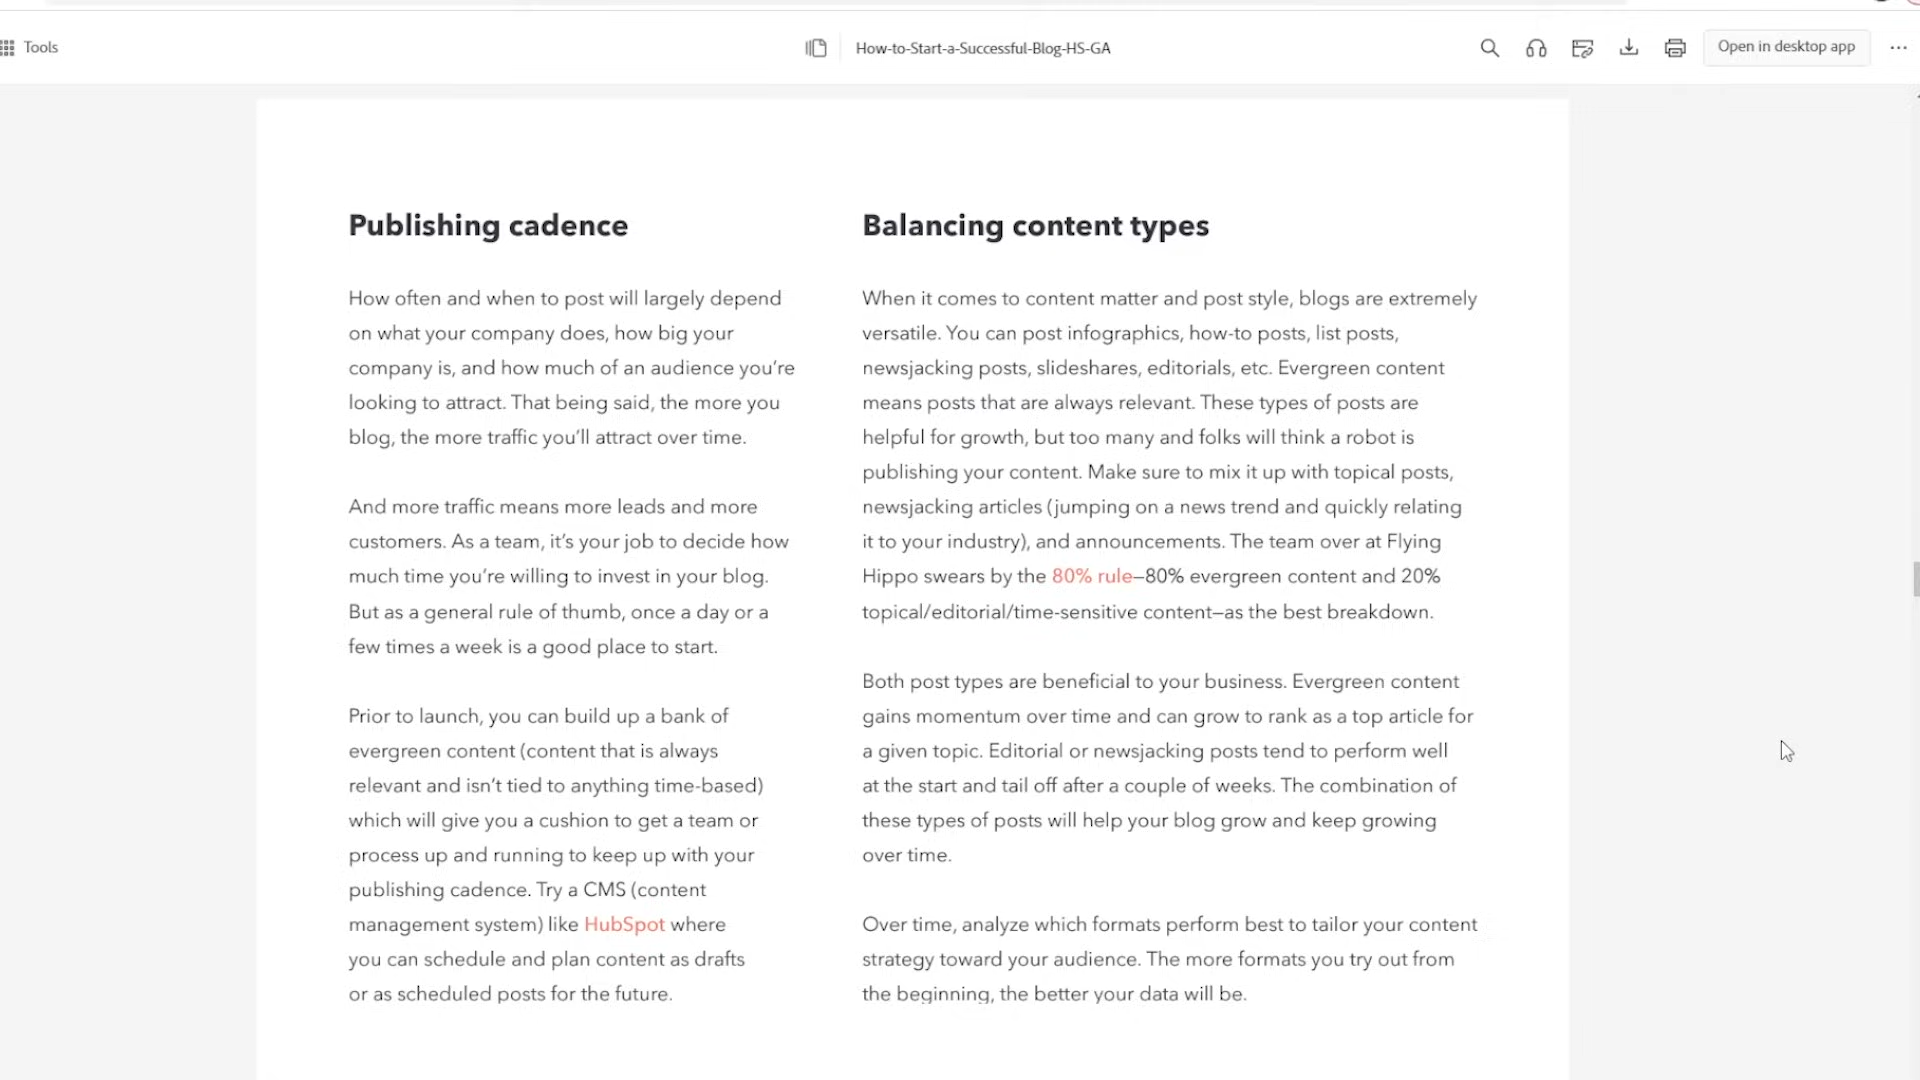 Tools
How-to-Start-a-Successful-Blog-HS-GA
Open in desktop app
Publishing cadence
How often and when to post will largely depend
on what your company does, how big your
company is, and how much of an audience you’re
looking to attract. That being said, the more you
blog, the more traffic you’ll attract over time.
And more traffic means more leads and more
customers. As a team, it’s your job to decide how
much time you’re willing to invest in your blog.
But as a general rule of thumb, once a day or a
few times a week is a good place to start.
Prior to launch, you can build up a bank of
evergreen content (content that is always
relevant and isn’t tied to anything time-based)
which will give you a cushion to get a team or
process up and running to keep up with your
publishing cadence. Try a CMS (content
management system) like HubSpot where
you can schedule and plan content as drafts
or as scheduled posts for the future.
Balancing content types
When it comes to content matter and post style, blogs are extremely
versatile. You can post infographics, how-to posts, list posts,
newsjacking posts, slideshares, editorials, etc. Evergreen content
means posts that are always relevant. These types of posts are
helpful for growth, but too many and folks will think a robot is
publishing your content. Make sure to mix it up with topical posts,
newsjacking articles (jumping on a news trend and quickly relating
it to your industry), and announcements. The team over at Flying
Hippo swears by the 80% rule—80% evergreen content and 20%
topical/editorial/time-sensitive content—as the best breakdown.
Both post types are beneficial to your business. Evergreen content
gains momentum over time and can grow to rank as a top article for
a given topic. Editorial or newsjacking posts tend to perform well
at the start and tail off after a couple of weeks. The combination of
these types of posts will help your blog grow and keep growing
over time.
Over time, analyze which formats perform best to tailor your content
strategy toward your audience. The more formats you try out from
the beginning, the better your data will be.